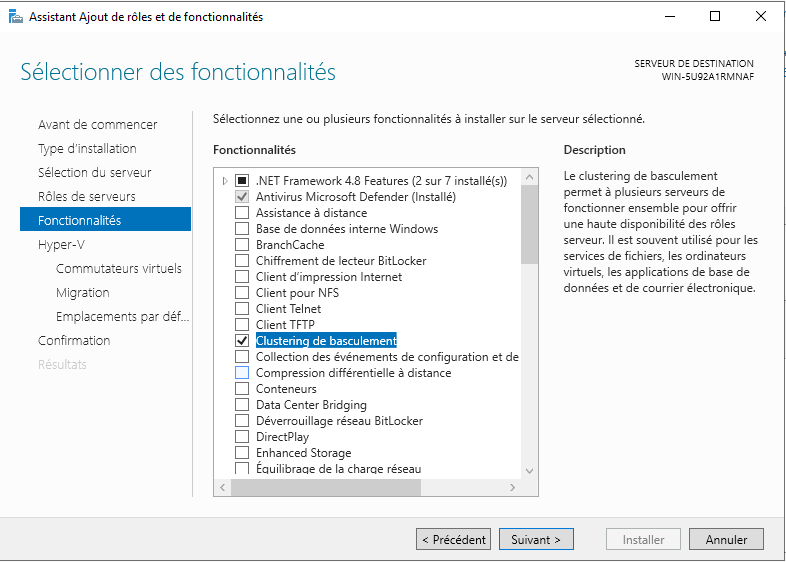 Assistant Ajout de rôles et de fonctionnalités
Sélectionner des fonctionnalités
SERVEUR DE DESTINATION
WIN-5U92A1RMNAF
Avant de commencer
Type d'installation
Sélection du serveur
Rôles de serveurs
Fonctionnalités
Hyper-V
Commutateurs virtuels
Migration
Emplacements par déf...
Confirmation
Résultats
Sélectionnez une ou plusieurs fonctionnalités à installer sur le serveur sélectionné.
Fonctionnalités
.NET Framework 4.8 Features (2 sur 7 installé(s))
Antivirus Microsoft Defender (Installé)
Assistance à distance
Base de données interne Windows
BranchCache
Chiffrement de lecteur BitLocker
Client d'impression Internet
Client pour NFS
Client Telnet
Client TFTP
Clustering de basculement
Collection des événements de configuration et de
Compression différentielle à distance
Conteneurs
Data Center Bridging
Déverrouillage réseau BitLocker
DirectPlay
Enhanced Storage
Équilibrage de la charge réseau
Description
Le clustering de basculement
permet à plusieurs serveurs de
fonctionner ensemble pour offrir
une haute disponibilité des rôles
serveur. Il est souvent utilisé pour les
services de fichiers, les ordinateurs
virtuels, les applications de base de
données et de courrier électronique.
< Précédent
Suivant >
Installer
Annuler